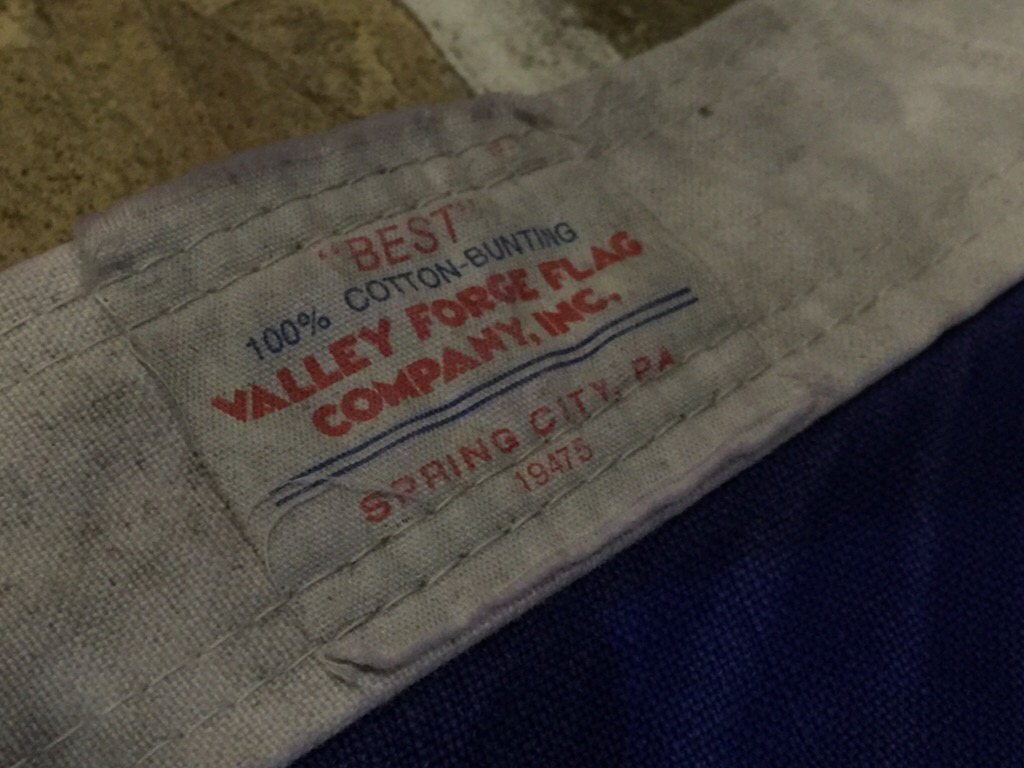 "BEST"
100% COTTON-BUNTING
VALLEY FORGE FLAG
COMPANY, INC.
SPRING CITY, PA
19475